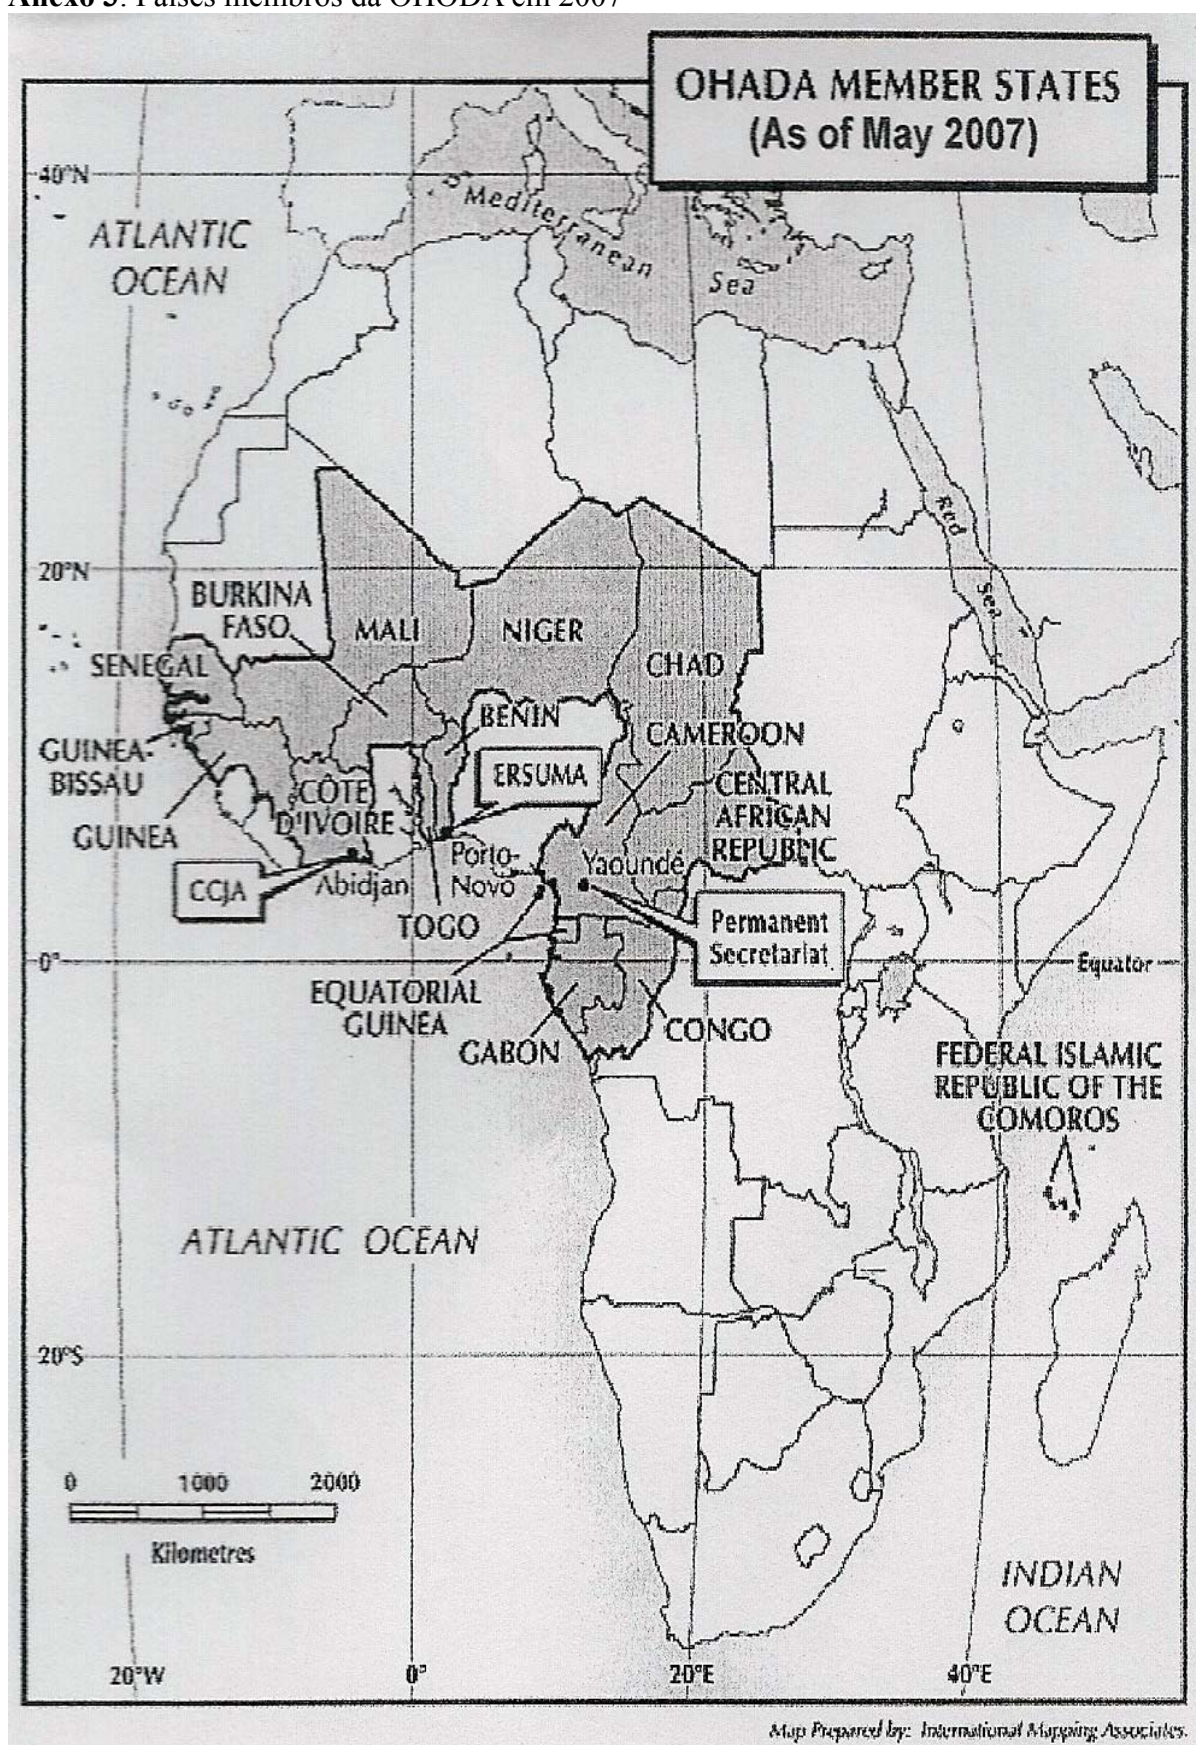 Anexo 3: Países membros da OHODA em 2007
OHADA MEMBER STATES
(As of May 2007)
40°N
ATLANTIC
OCEAN
Mediterranean
Sea
Red
Sea
20°N
BURKINA
FASO
MALI
NIGER
CHAD
SENEGAL
BENIN
CAMEROON
GUINEA-
BISSAU
ERSUMA
CENTRAL
AFRICAN
REPUBLIC
CÔTE
D'IVOIRE
GUINEA
Porto-
Novo
Yaoundé
CCJA
Abidjan
TOGO
Permanent
Secretariat
0°
Equator
EQUATORIAL
GUINEA
GABON
CONGO
FEDERAL ISLAMIC
REPUBLIC OF THE
COMOROS
ATLANTIC OCEAN
20°S
0 1000 2000
Kilometres
INDIAN
OCEAN
20°W 0° 20°E 40°E
Map Prepared by: International Mapping Associates.